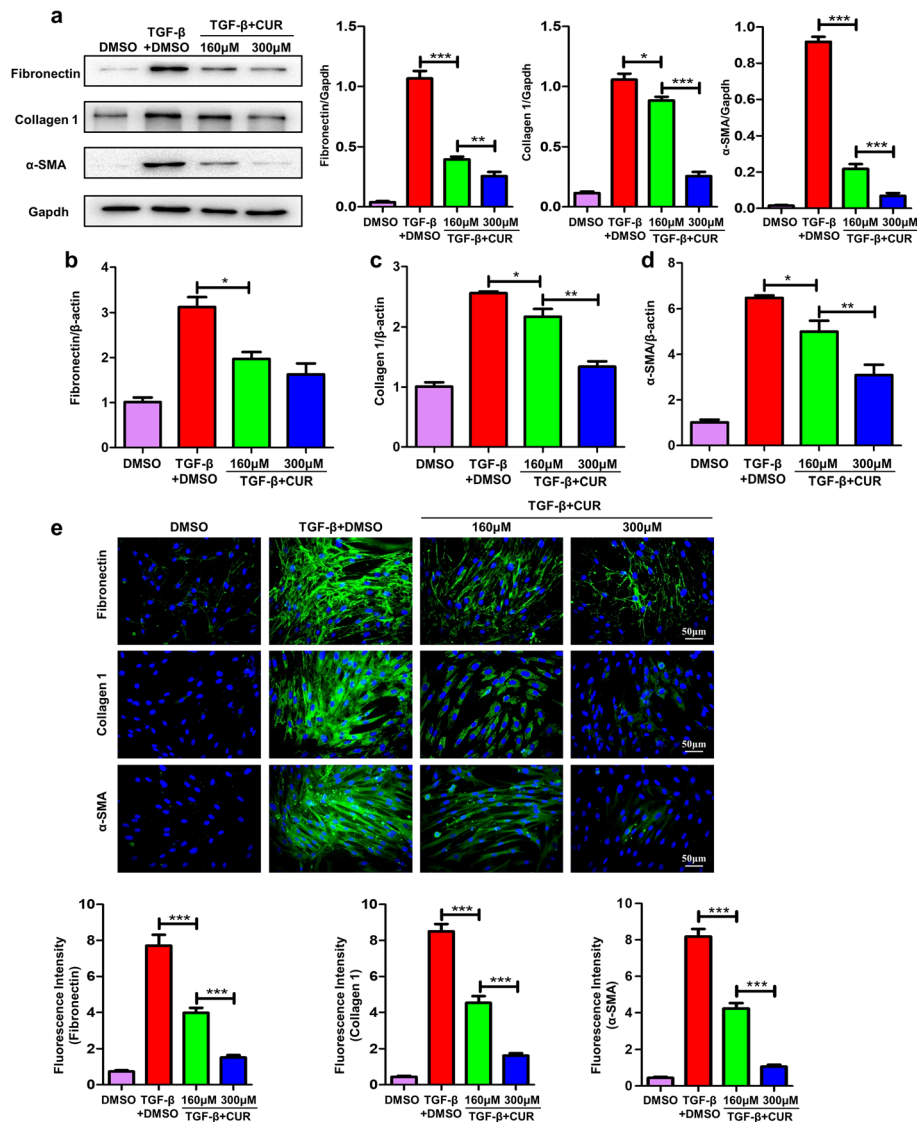 a
DMSO
TGF-β
+DMSO
TGF-β+CUR
160μM 300μM
Fibronectin
Collagen 1
α-SMA
Gapdh
Fibronectin/Gapdh
1.5
1.0
0.5
0.0
***
**
DMSO
TGF-β
+DMSO
160μM 300μM
TGF-β+CUR
Collagen 1/Gapdh
1.5
1.0
0.5
0.0
*
***
DMSO
TGF-β
+DMSO
160μM 300μM
TGF-β+CUR
α-SMA/Gapdh
1.0
0.8
0.6
0.4
0.2
0.0
***
***
DMSO
TGF-β
+DMSO
160μM 300μM
TGF-β+CUR
b
Fibronectin/β-actin
4
3
2
1
0
*
DMSO
TGF-β
+DMSO
160μM 300μM
TGF-β+CUR
c
Collagen 1/β-actin
3
2
1
0
*
**
DMSO
TGF-β
+DMSO
160μM 300μM
TGF-β+CUR
d
α-SMA/β-actin
8
6
4
2
0
*
**
DMSO
TGF-β
+DMSO
160μM 300μM
TGF-β+CUR
e
TGF-β+CUR
DMSO TGF-β+DMSO 160μM 300μM
Fibronectin
50μm
Collagen 1
50μm
α-SMA
50μm
Fluorescence Intensity
(Fibronectin)
10
8
6
4
2
0
***
***
DMSO
TGF-β
+DMSO
160μM 300μM
TGF-β+CUR
Fluorescence Intensity
(Collagen 1)
10
8
6
4
2
0
***
***
DMSO
TGF-β
+DMSO
160μM 300μM
TGF-β+CUR
Fluorescence Intensity
(α-SMA)
10
8
6
4
2
0
***
***
DMSO
TGF-β
+DMSO
160μM 300μM
TGF-β+CUR